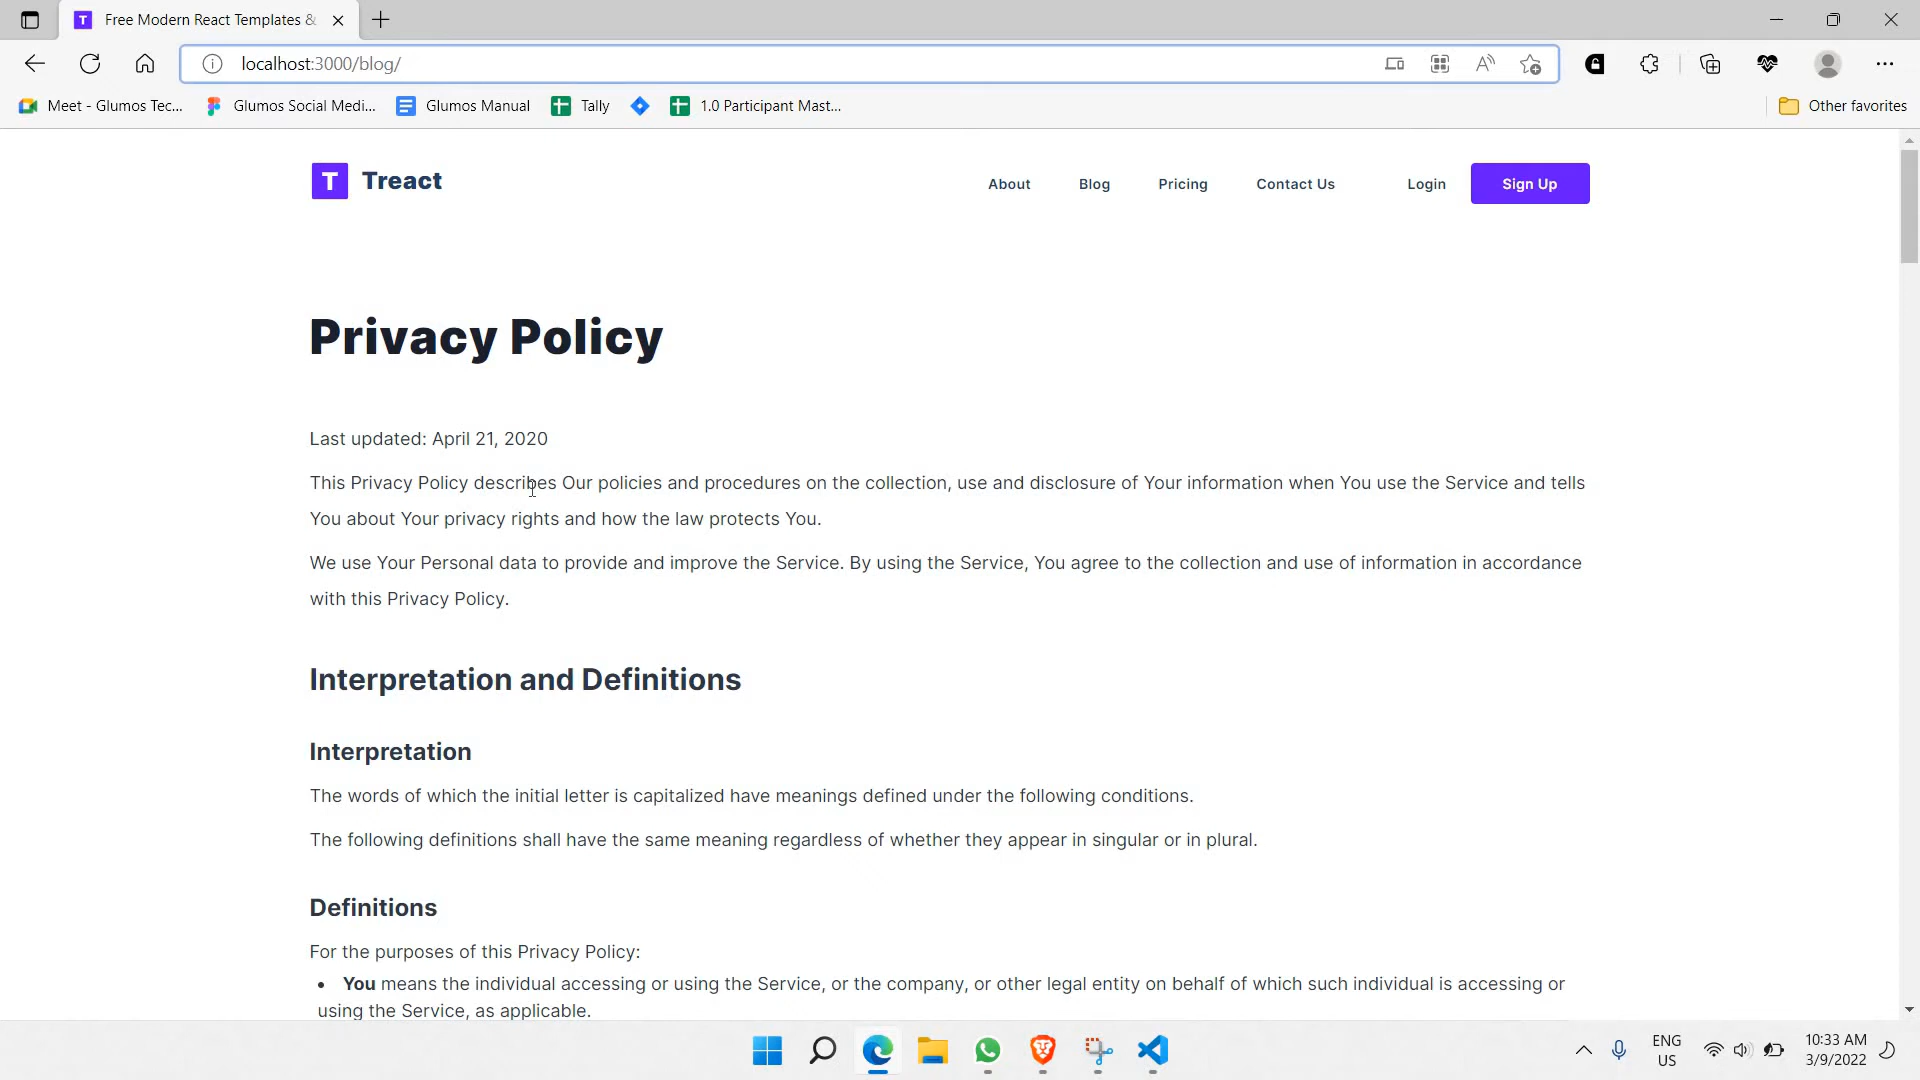 Free Modern React Templates &
localhost:3000/blog/
Meet - Glumos Tec...
Glumos Social Medi...
Glumos Manual
Tally
1.0 Participant Mast...
Other favorites
T
Treact
About
Blog
Pricing
Contact Us
Login
Sign Up
Privacy Policy
Last updated: April 21, 2020
This Privacy Policy describes Our policies and procedures on the collection, use and disclosure of Your information when You use the Service and tells
You about Your privacy rights and how the law protects You.
We use Your Personal data to provide and improve the Service. By using the Service, You agree to the collection and use of information in accordance
with this Privacy Policy.
Interpretation and Definitions
Interpretation
The words of which the initial letter is capitalized have meanings defined under the following conditions.
The following definitions shall have the same meaning regardless of whether they appear in singular or in plural.
Definitions
For the purposes of this Privacy Policy:
• You means the individual accessing or using the Service, or the company, or other legal entity on behalf of which such individual is accessing or
using the Service, as applicable.
ENG
US
10:33 AM
3/9/2022